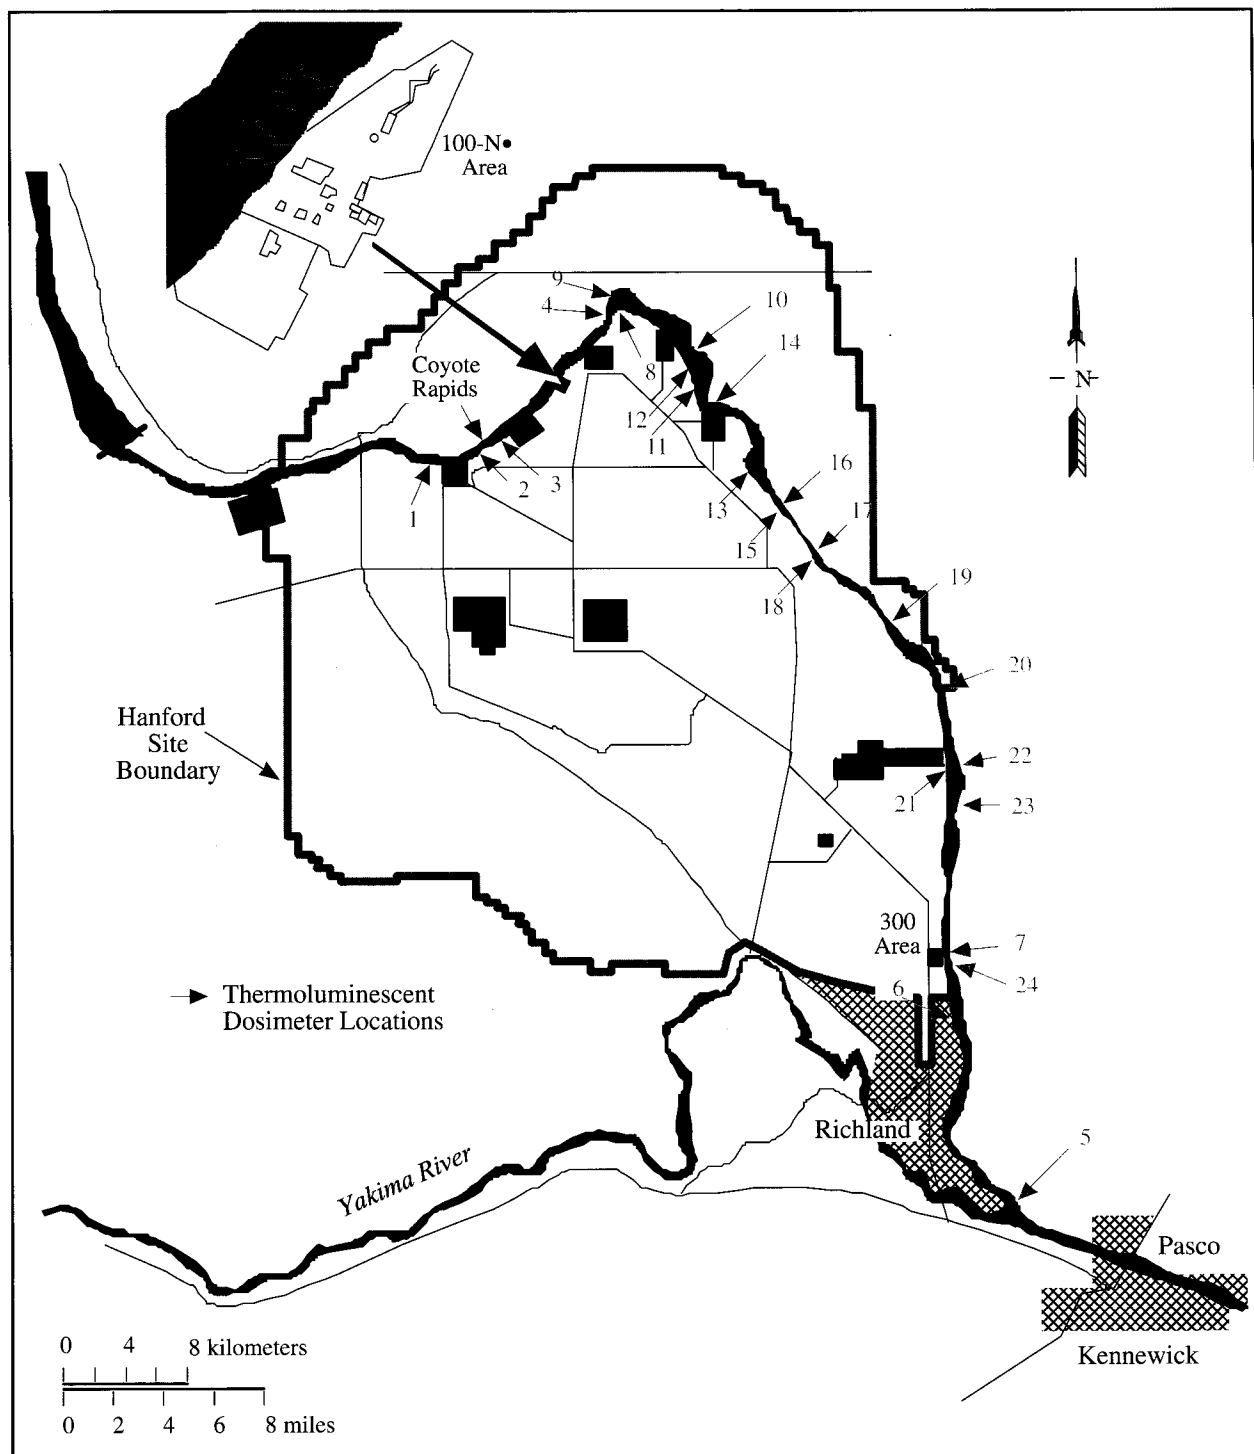 100-N
Area
9
4
10
14
Coyote
Rapids
8
12
11
16
1
2
3
13
17
15
18
19
20
Hanford
Site
Boundary
22
21
23
300
Area
7
6
24
Thermoluminescent
Dosimeter Locations
N
Richland
5
Yakima River
Pasco
Kennewick
0 4 8 kilometers
0 2 4 6 8 miles